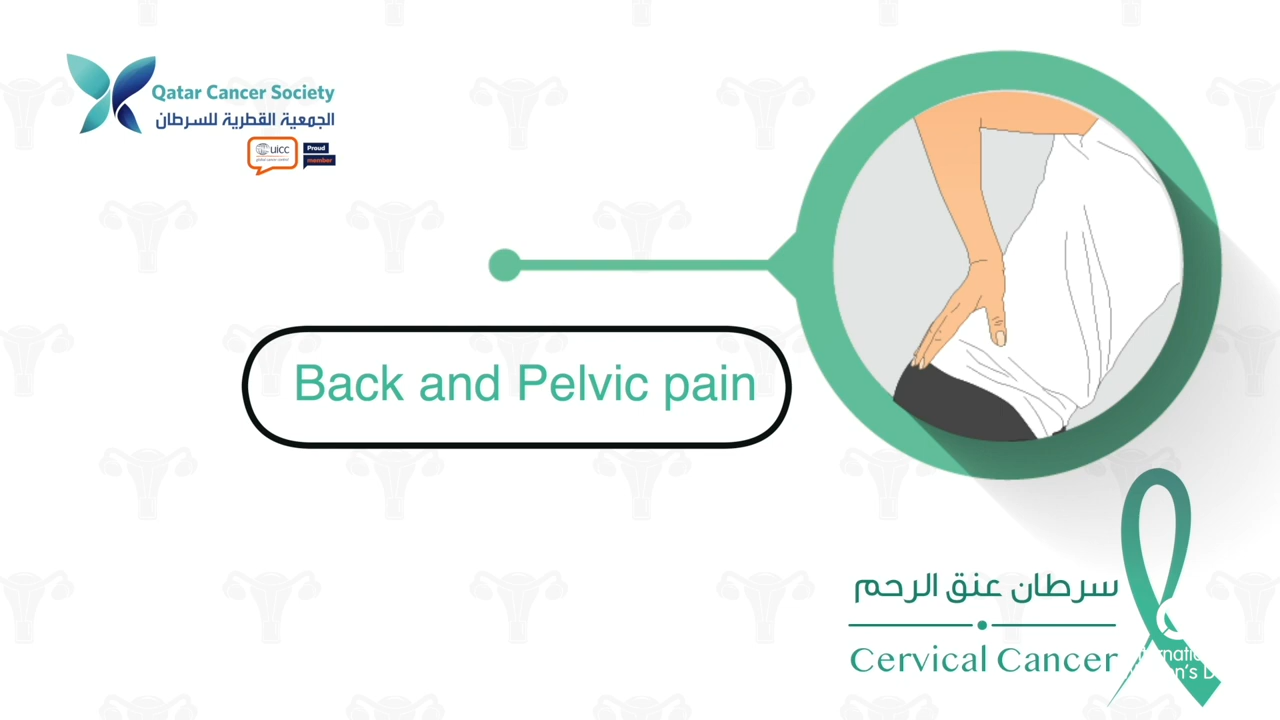 Qatar Cancer Society
الجمعية القطرية للسرطان
uicc
Proud
member
Back and Pelvic pain
سرطان عنق الرحم
Cervical Cancer